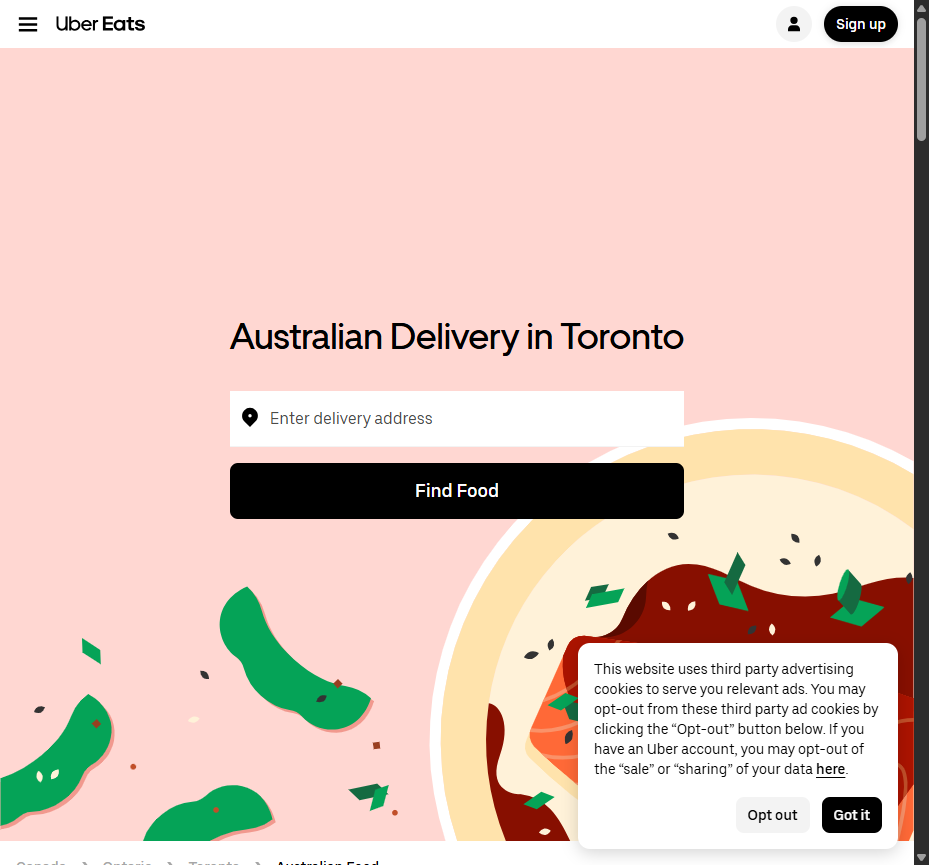 Uber Eats
Sign up
Australian Delivery in Toronto
Enter delivery address
Find Food
This website uses third party advertising
cookies to serve you relevant ads. You may
opt-out from these third party ad cookies by
clicking the “Opt-out” button below. If you
have an Uber account, you may opt-out of
the “sale” or “sharing” of your data here.
Opt out
Got it
Canada > Ontario > Toronto > Australian Food